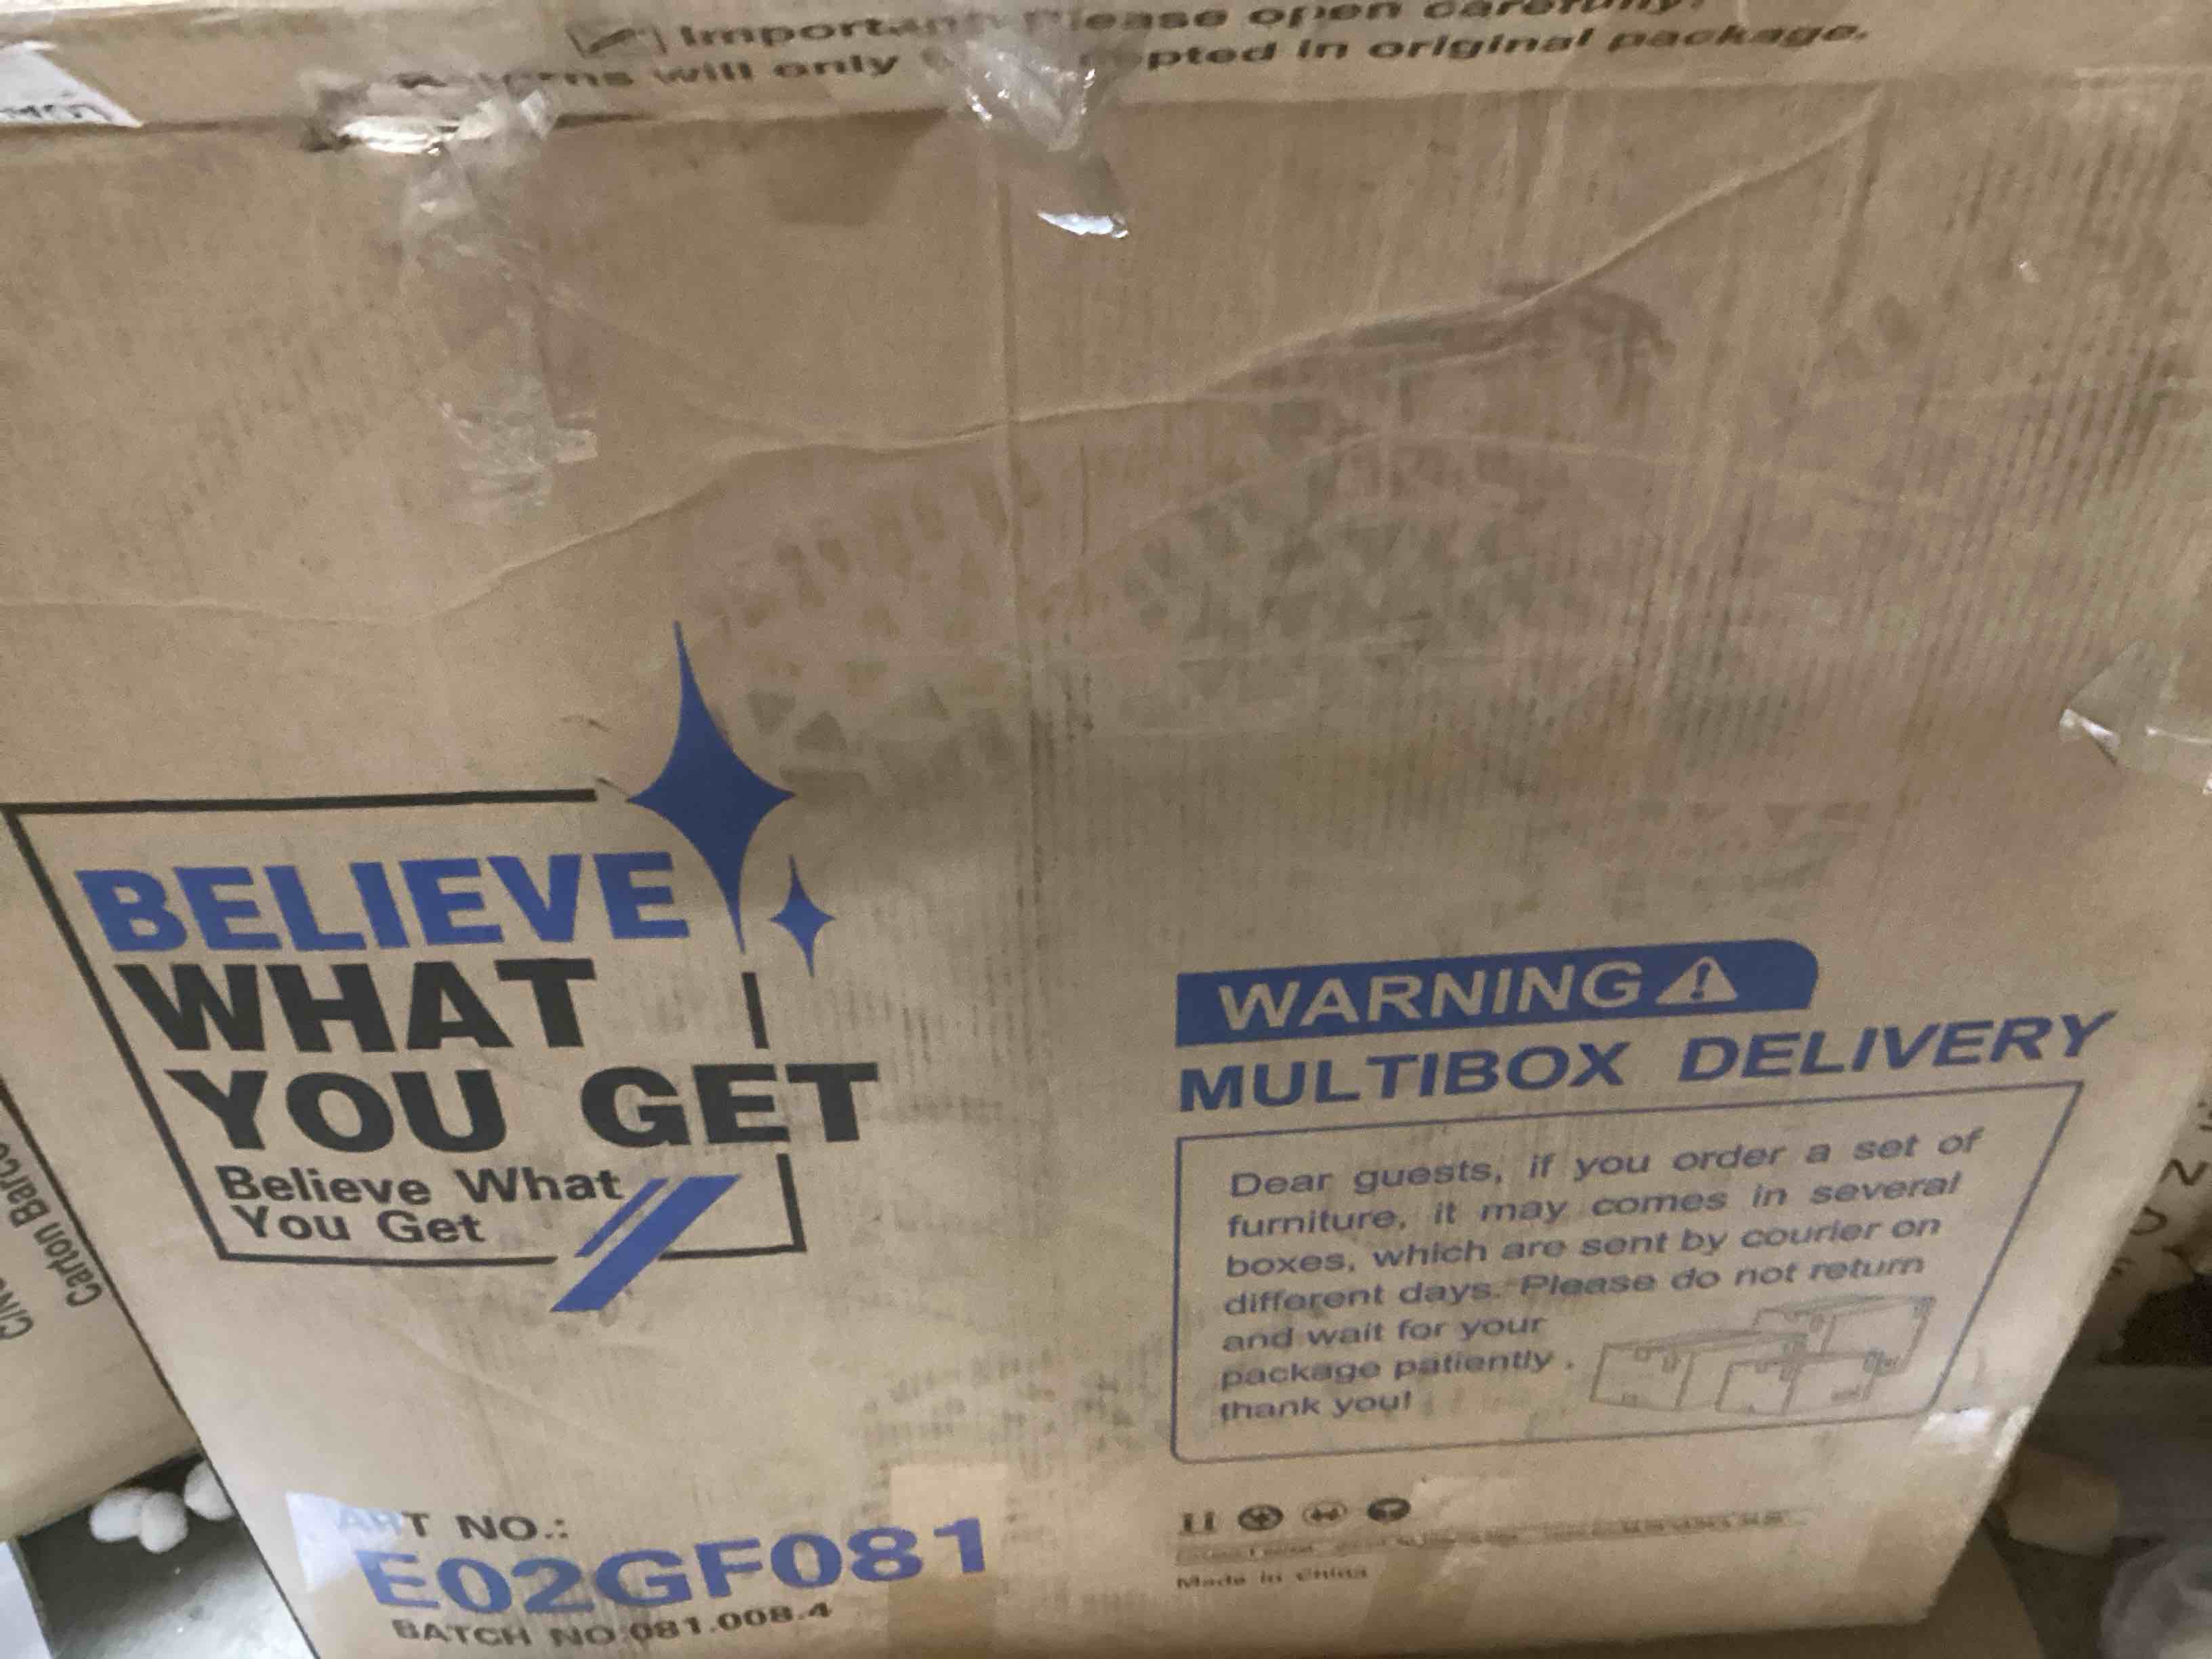 Important: Please open carefully.
Returns will only accepted in original package.
BELIEVE
WHAT
YOU GET
Believe What
You Get
WARNING
MULTIBOX DELIVERY
Dear guests, if you order a set of
furniture, it may comes in several
boxes, which are sent by courier on
different days. Please do not return
and wait for your
package patiently .
thank you!
ART NO.:
E02GF081
BATCH NO:081.008.4
Made in China
Carton